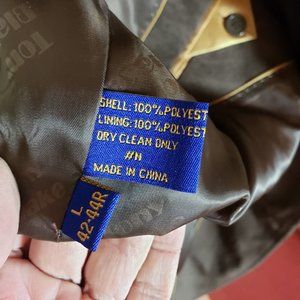 SHELL: 100% POLYEST
LINING: 100% POLYEST
DRY CLEAN ONLY
#N
MADE IN CHINA
L
42-44R